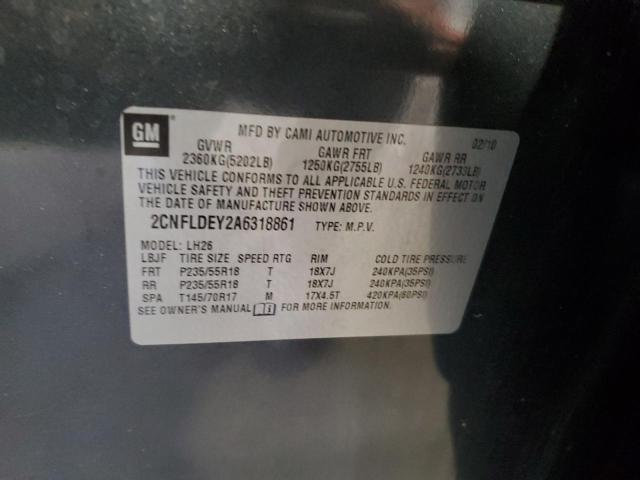 GM
MFD BY CAMI AUTOMOTIVE INC. 02/10
GVWR GAWR FRT GAWR RR
2360KG(5202LB) 1250KG(2755LB) 1240KG(2733LB)
THIS VEHICLE CONFORMS TO ALL APPLICABLE U.S. FEDERAL MOTOR
VEHICLE SAFETY AND THEFT PREVENTION STANDARDS IN EFFECT ON
THE DATE OF MANUFACTURE SHOWN ABOVE.
2CNFLDEY2A6318861 TYPE: M.P.V.
MODEL: LH26
LBJF TIRE SIZE SPEED RTG RIM COLD TIRE PRESSURE
FRT P235/55R18 T 18X7J 240KPA(35PSI)
RR P235/55R18 T 18X7J 240KPA(35PSI)
SPA T145/70R17 M 17X4.5T 420KPA(60PSI)
SEE OWNER'S MANUAL FOR MORE INFORMATION.